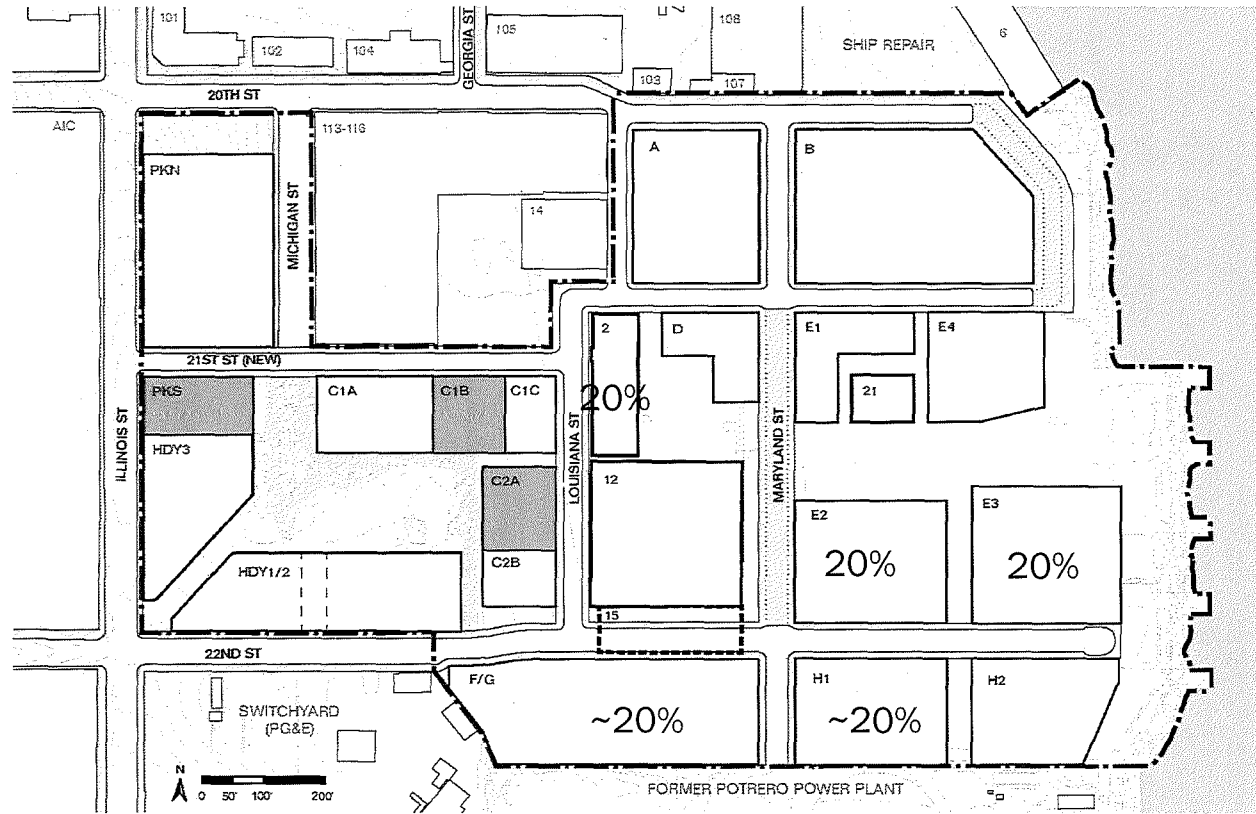 101
102
104
GEORGIA ST
105
7
108
103
107
SHIP REPAIR
6
20TH ST
AIC
113-116
PKN
MICHIGAN ST
14
A
B
21ST ST (NEW)
2
20%
D
E1
E4
21
PKS
C1A
C1B
C1C
ILLINOIS ST
HDY3
LOUISIANA ST
MARYLAND ST
C2A
12
E2
20%
E3
20%
HDY1/2
C2B
15
22ND ST
F/G
~20%
H1
~20%
H2
SWITCHYARD
(PG&E)
N
0 50' 100' 200'
FORMER POTRERO POWER PLANT